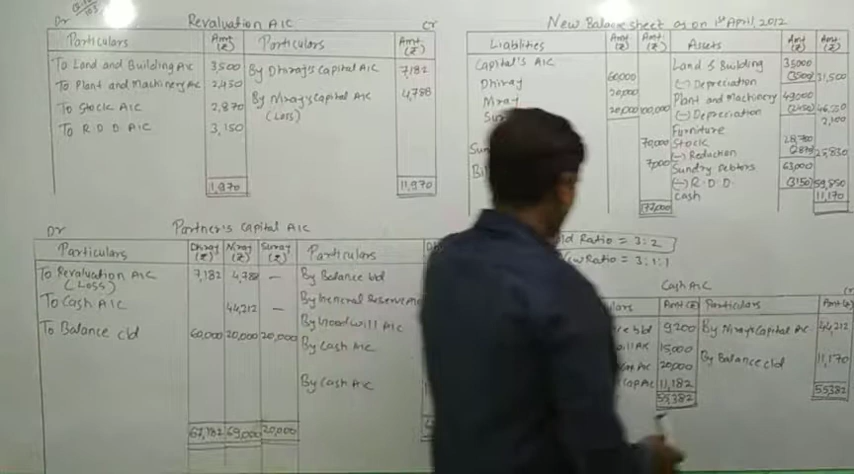 Revaluation A/C
Dr
Cr
Particulars Amt (₹) Particulars Amt (₹)
To Land and Building A/C 3,500 By Dhiraj's Capital A/C 7,182
To Plant and Machinery A/C 2,450 By Niraj's Capital A/C 4,788
(Loss)
To Stock A/C 2,870
To R.D.D A/C 3,150
11,970 11,970
Partner's Capital A/C
Dr
Particulars Dhiraj (₹) Niraj (₹) Suraj (₹) Particulars
To Revaluation A/C 7,182 4,788 — By Balance b/d
(Loss)
By General Reserve
To Cash A/C 44,212 —
By Goodwill A/C
To Balance c/d 60,000 20,000 20,000
By Cash A/C
By Cash A/C
67,182 69,000 20,000
New Balance sheet as on 1st April, 2012
Liablities Amt (₹) Amt (₹) Assets Amt (₹) Amt (₹)
Capital's A/C Land & Building 35000
Dhiraj 60,000 (-) Depreciation (3500) 31,500
Niraj 20,000 Plant and Machinery 49000
20,000 100,000 (-) Depreciation (2450) 46,550
Furniture 2,100
70,000 Stock 28,700
(-) Reduction (2870) 25,830
7,000 Sundry Debtors 63,000
(-) R.D.D. (3150) 59,850
Cash 11,170
177,000
Old Ratio = 3:2
New Ratio = 3:1:1
Cash A/C
Cr
Amt (₹) Particulars Amt (₹)
b/d 9,200 By Niraj's Capital A/c 44,212
15,000
20,000 By Balance c/d 11,170
11,182
55,382 55,382